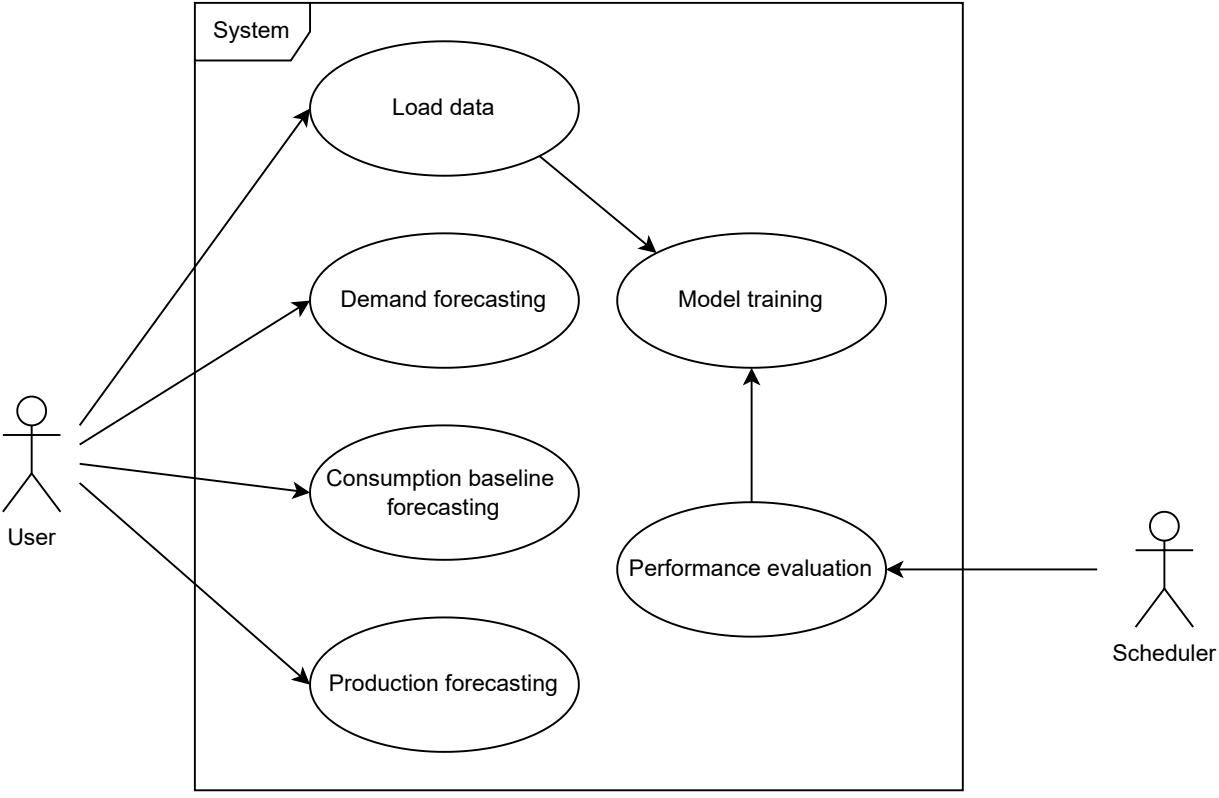 System
Load data
Demand forecasting
Model training
Consumption baseline
forecasting
User
Performance evaluation
Scheduler
Production forecasting